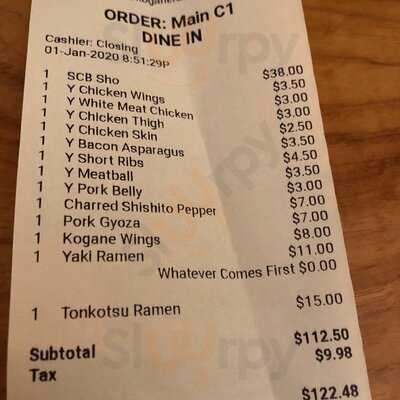 ORDER: Main C1
DINE IN
Cashier: Closing
01-Jan-2020 8:51:29P
1 SCB Sho $38.00
1 Y Chicken Wings $3.50
1 Y White Meat Chicken $3.00
1 Y Chicken Thigh $3.00
1 Y Chicken Skin $2.50
1 Y Bacon Asparagus $3.50
1 Y Short Ribs $4.50
1 Y Meatball $3.50
1 Y Pork Belly $3.00
1 Charred Shishito Pepper $7.00
1 Pork Gyoza $7.00
1 Kogane Wings $8.00
1 Yaki Ramen $11.00
Whatever Comes First $0.00
1 Tonkotsu Ramen $15.00
Subtotal $112.50
Tax $9.98
$122.48